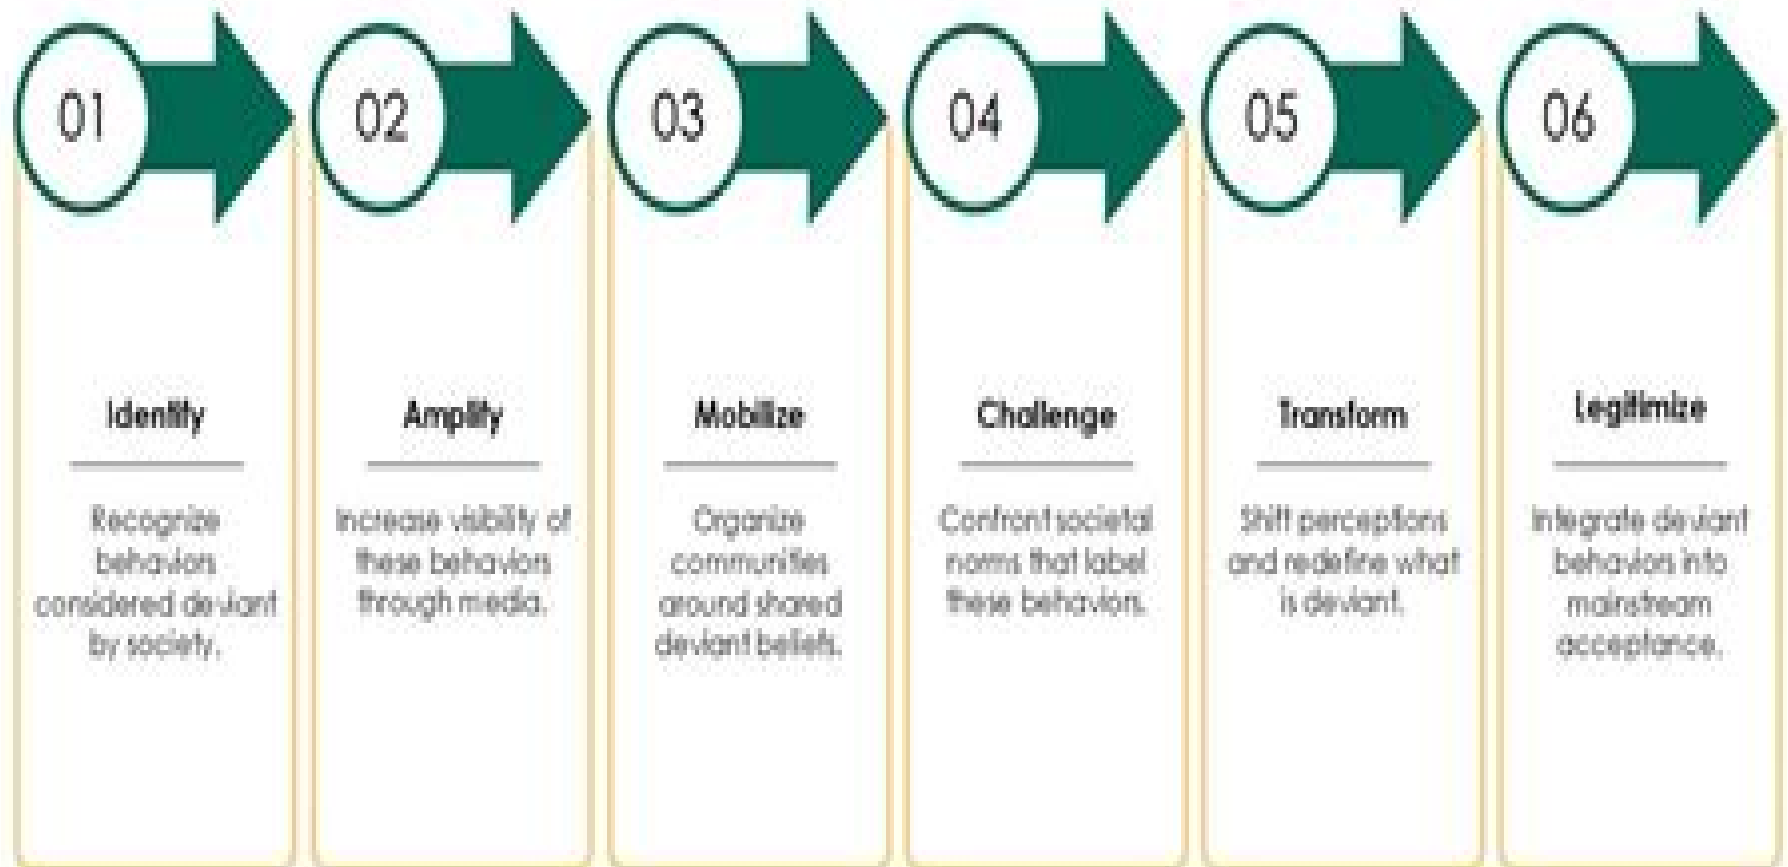 01
02
03
04
05
06
Identify
Recognize
behaviors
considered deviant
by society.
Amplify
Increase visibility of
these behaviors
through media.
Mobilize
Organize
communities
around shared
deviant beliefs.
Challenge
Confront societal
norms that label
these behaviors.
Transform
Shift perceptions
and redefine what
is deviant.
Legitimize
Integrate deviant
behaviors into
mainstream
acceptance.